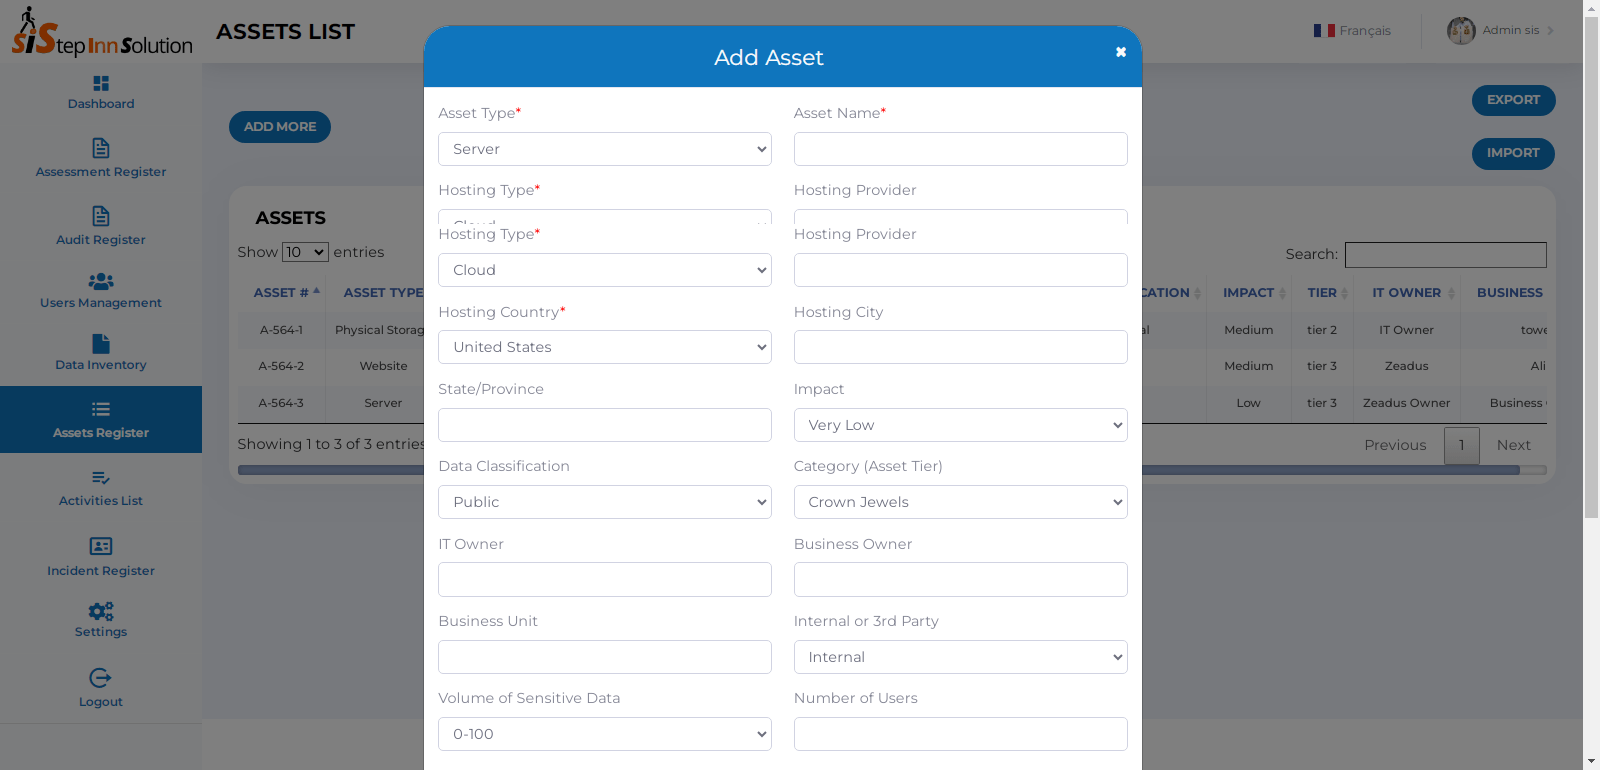 siStep Inn Solution
ASSETS LIST
Français
Admin sis
Dashboard
Assessment Register
Audit Register
Users Management
Data Inventory
Assets Register
Activities List
Incident Register
Settings
Logout
ADD MORE
EXPORT
IMPORT
ASSETS
Show 10 entries
Search:
ASSET # ASSET TYPE CATION IMPACT TIER IT OWNER BUSINESS
A-564-1 Physical Storag al Medium tier 2 IT Owner towe
A-564-2 Website Medium tier 3 Zeadus Ali
A-564-3 Server Low tier 3 Zeadus Owner Business
Showing 1 to 3 of 3 entries
Previous 1 Next
Add Asset
Asset Type* Asset Name*
Server
Hosting Type* Hosting Provider
Cloud
Hosting Type* Hosting Provider
Cloud
Hosting Country* Hosting City
United States
State/Province Impact
Very Low
Data Classification Category (Asset Tier)
Public Crown Jewels
IT Owner Business Owner
Business Unit Internal or 3rd Party
Internal
Volume of Sensitive Data Number of Users
0-100